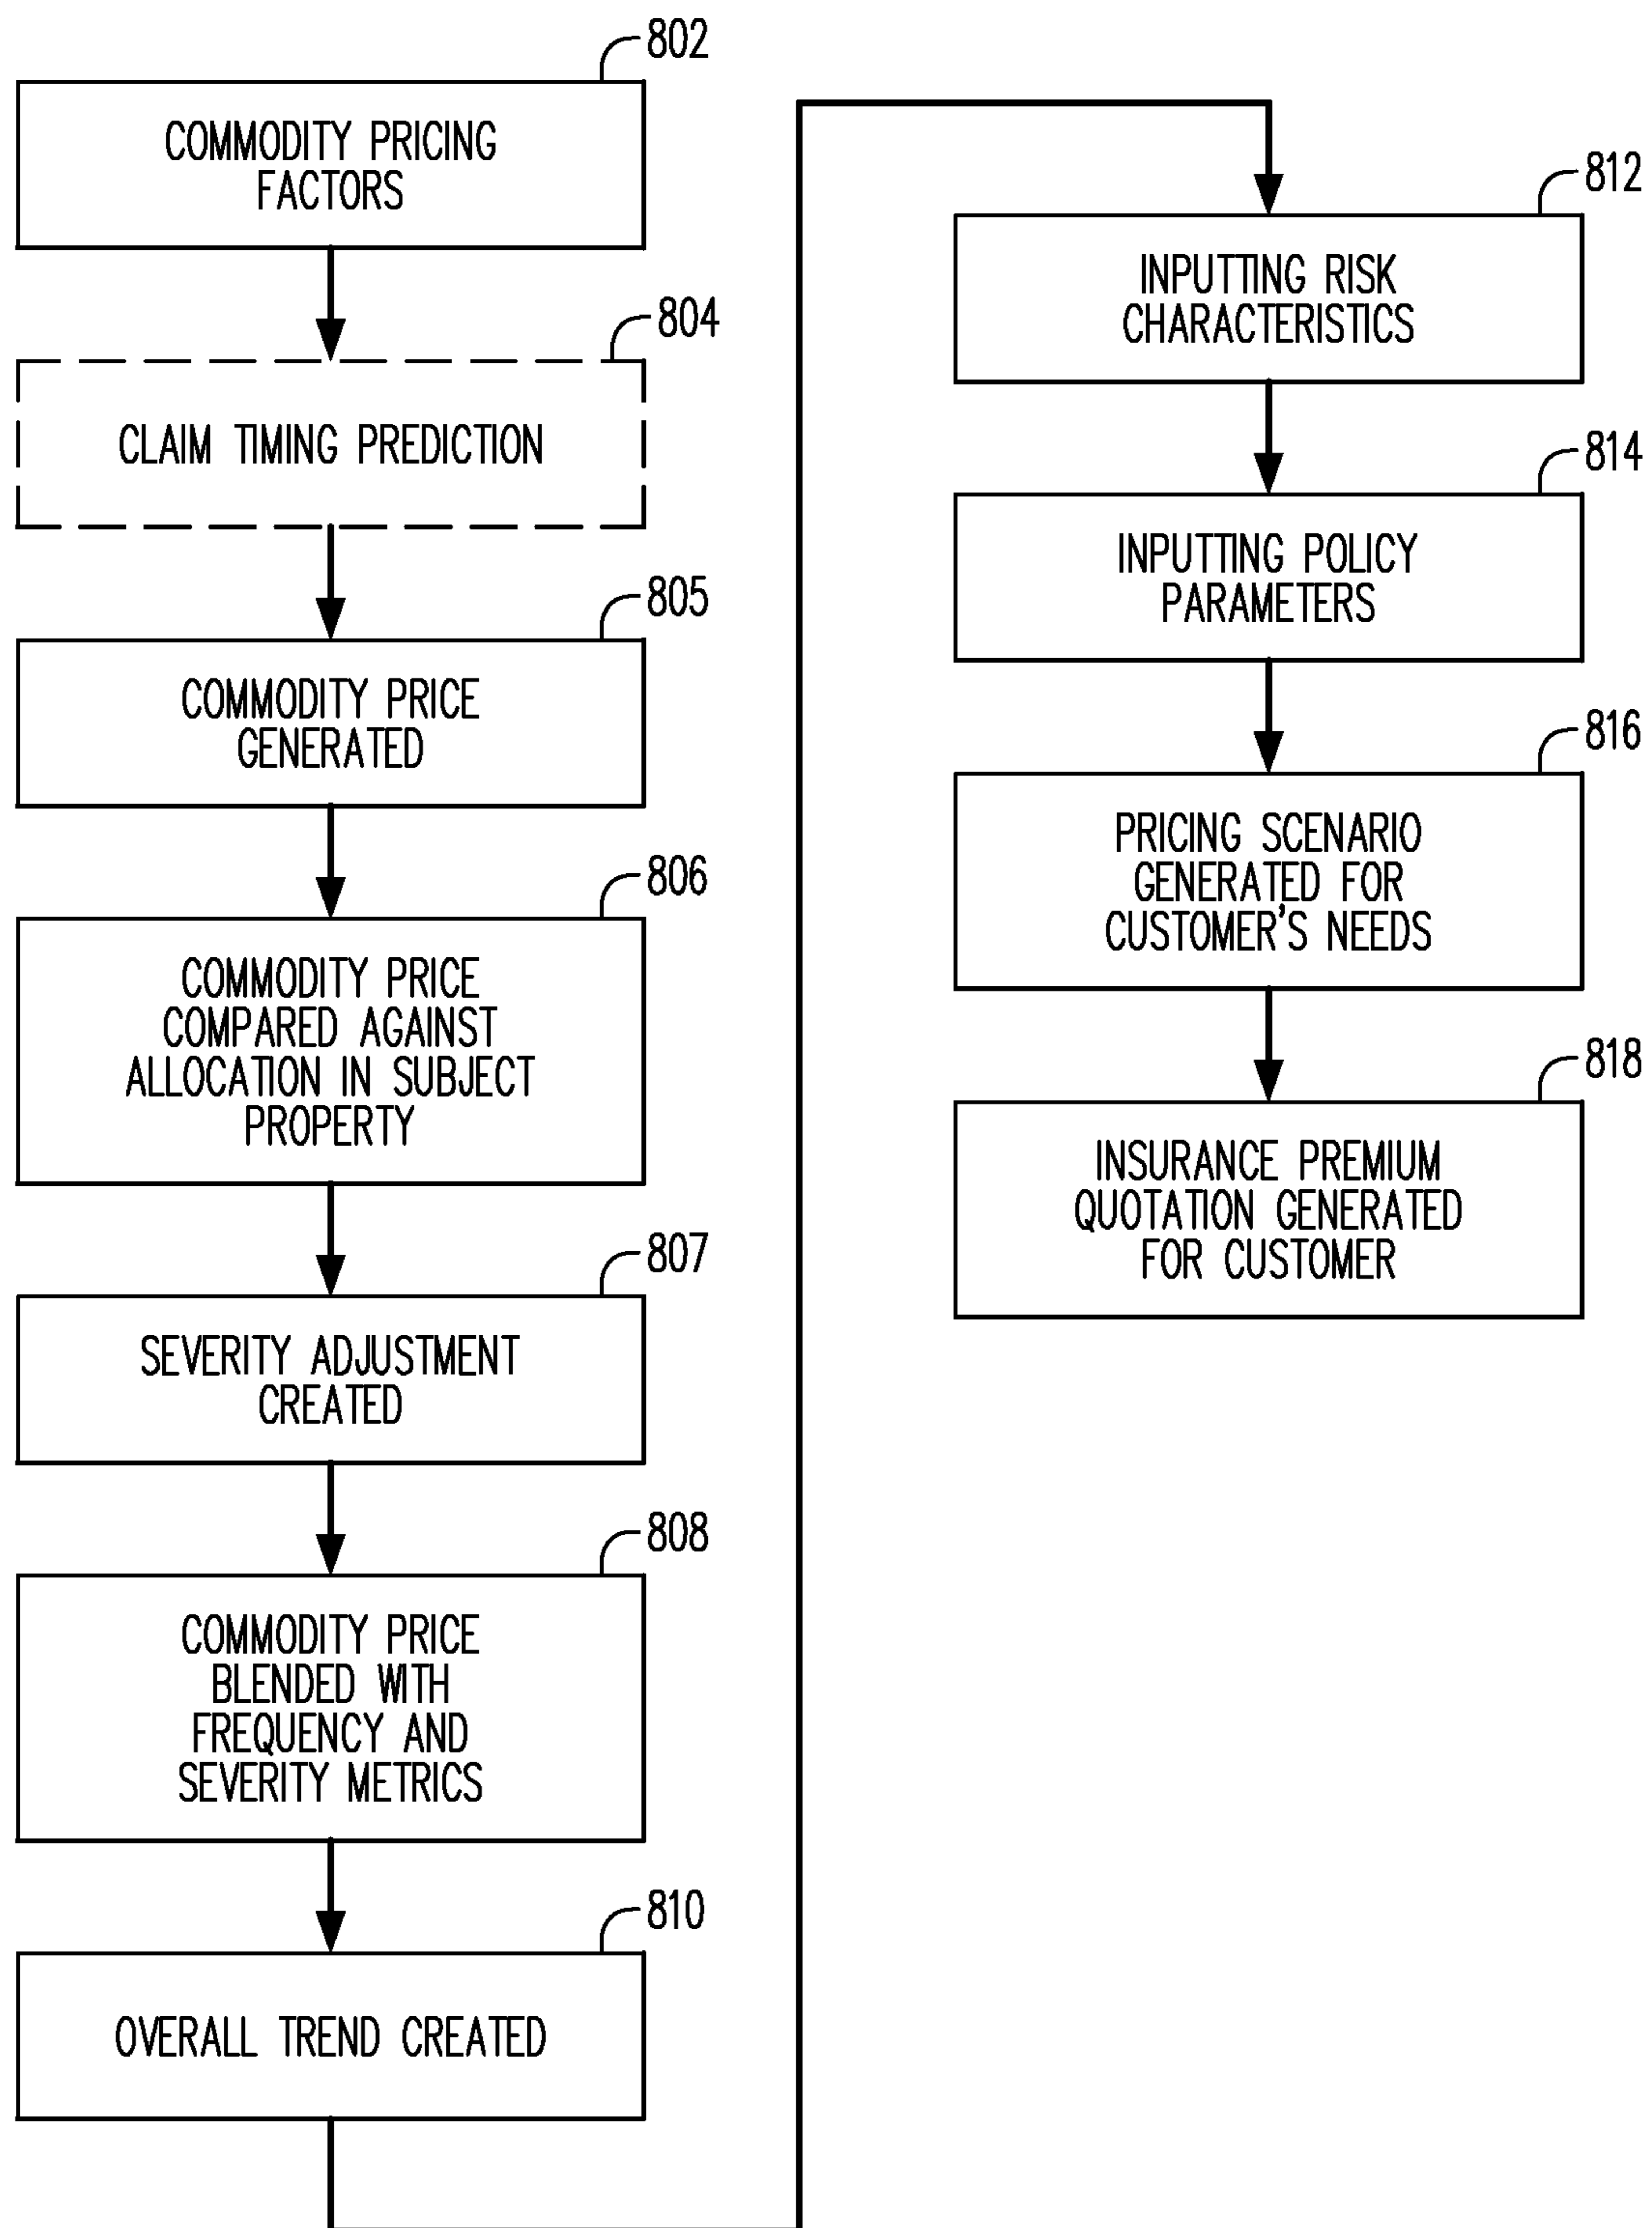 802
COMMODITY PRICING
FACTORS
804
CLAIM TIMING PREDICTION
805
COMMODITY PRICE
GENERATED
806
COMMODITY PRICE
COMPARED AGAINST
ALLOCATION IN SUBJECT
PROPERTY
807
SEVERITY ADJUSTMENT
CREATED
808
COMMODITY PRICE
BLENDED WITH
FREQUENCY AND
SEVERITY METRICS
810
OVERALL TREND CREATED
812
INPUTTING RISK
CHARACTERISTICS
814
INPUTTING POLICY
PARAMETERS
816
PRICING SCENARIO
GENERATED FOR
CUSTOMER'S NEEDS
818
INSURANCE PREMIUM
QUOTATION GENERATED
FOR CUSTOMER